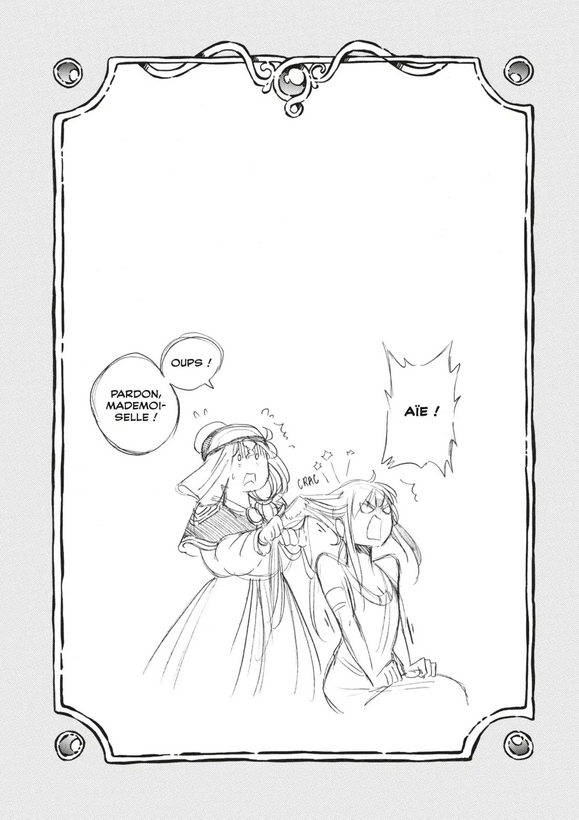 OUPS !
PARDON,
MADEMOI-
SELLE !
AÏE !
CRAC